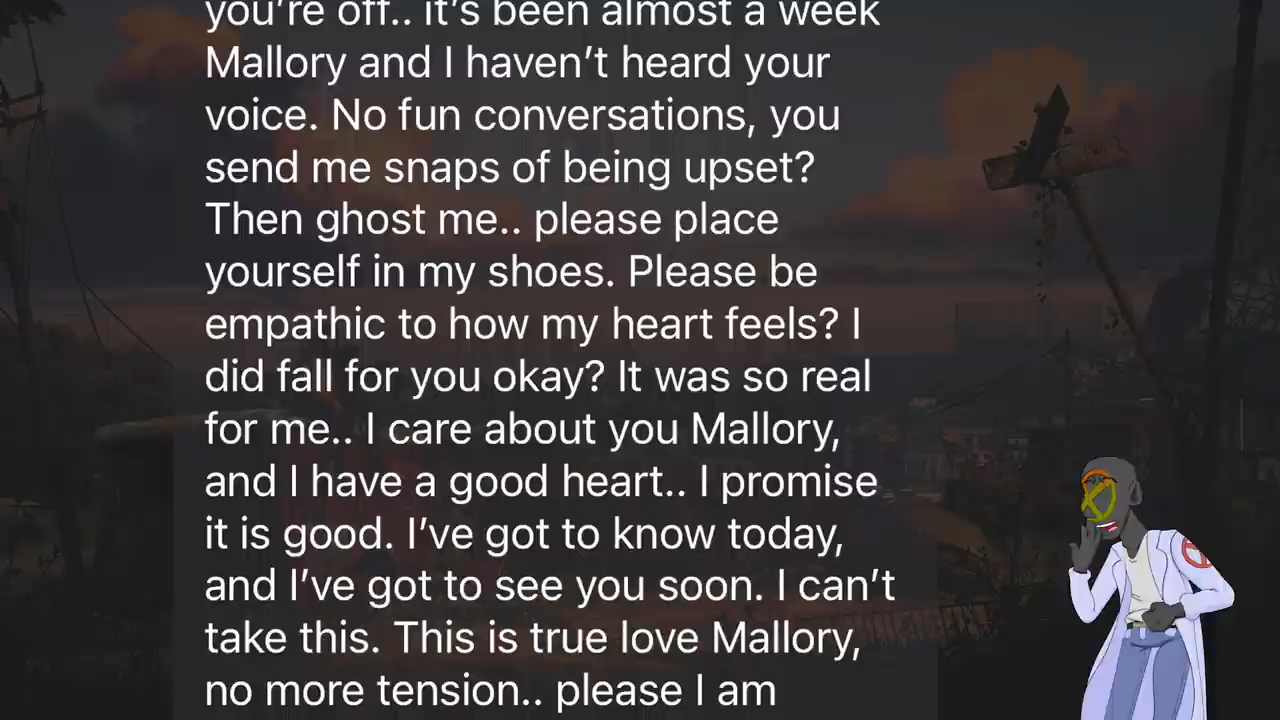 you're off.. it's been almost a week
Mallory and I haven't heard your
voice. No fun conversations, you
send me snaps of being upset?
Then ghost me.. please place
yourself in my shoes. Please be
empathic to how my heart feels? I
did fall for you okay? It was so real
for me.. I care about you Mallory,
and I have a good heart.. I promise
it is good. I've got to know today,
and I've got to see you soon. I can't
take this. This is true love Mallory,
no more tension.. please I am